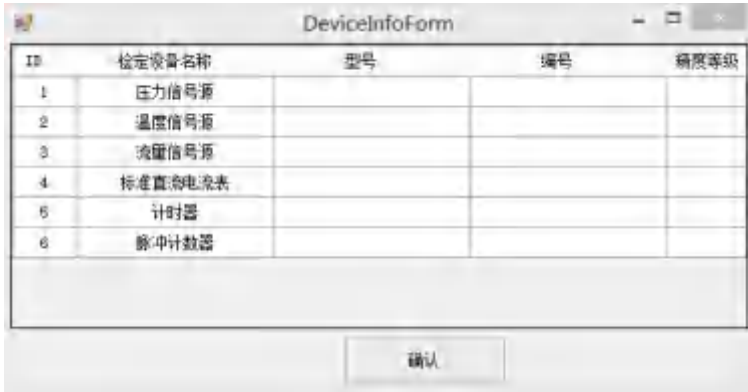 DeviceInfoForm
ID 检定设备名称 型号 编号 精度等级
1 压力信号源
2 温度信号源
3 流量信号源
4 标准直流电流表
5 计时器
6 脉冲计数器
确认